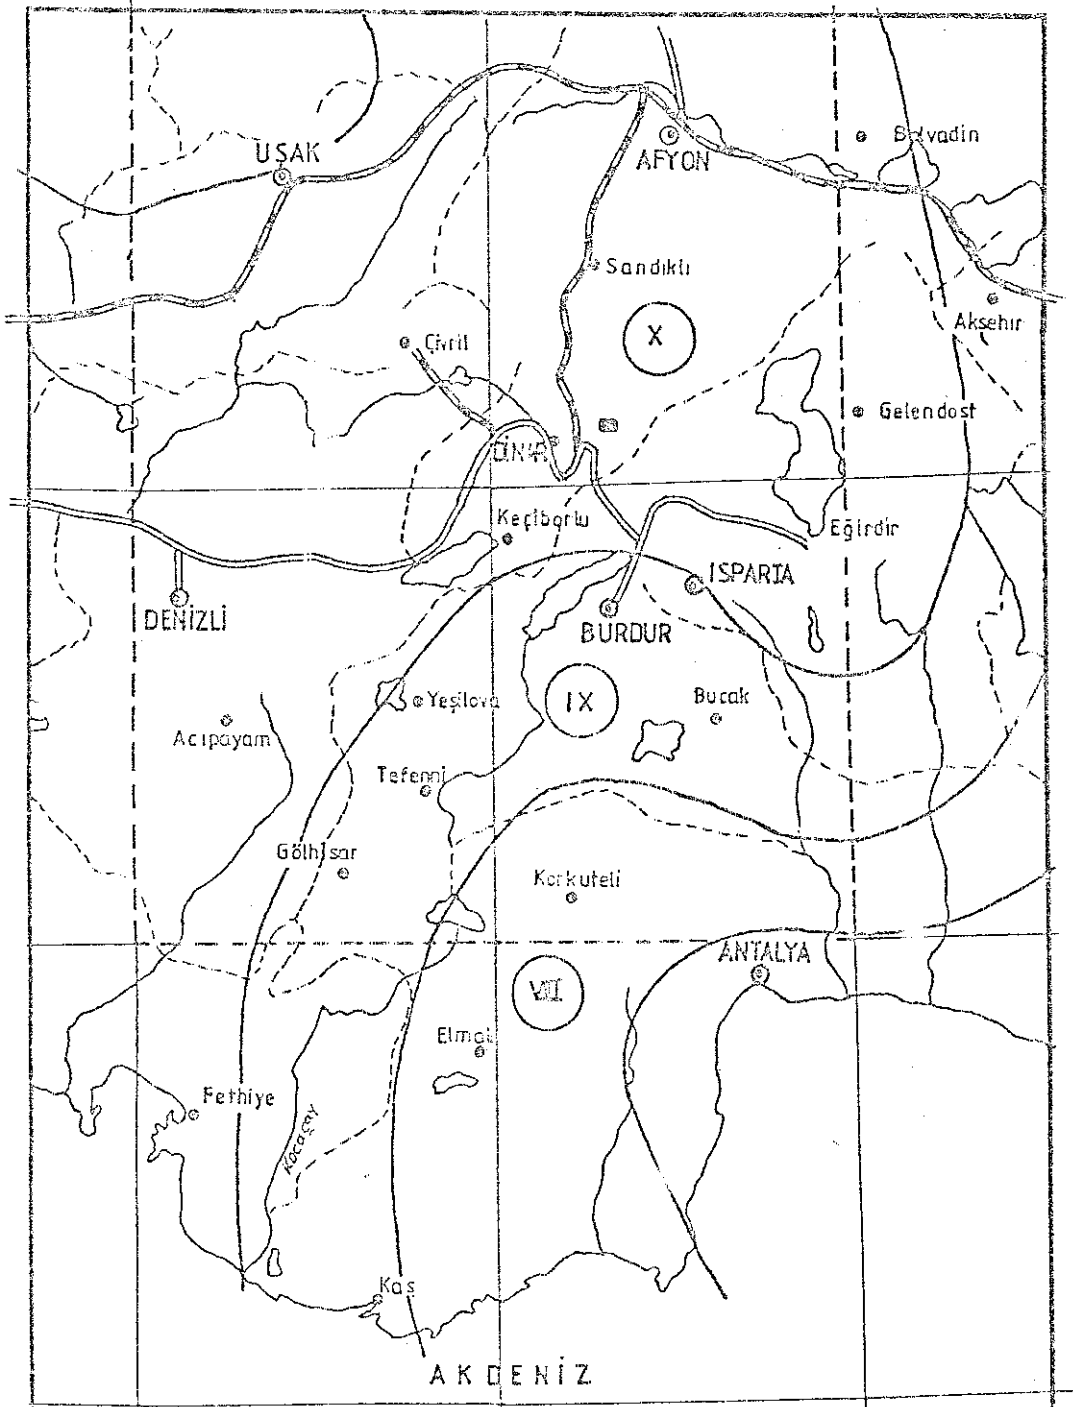 UŞAK
AFYON
Bolvadin
Sandıklı
X
Akşehir
Çivril
Gelendost
DİNAR
Keçiborlu
Eğirdir
ISPARTA
DENİZLİ
BURDUR
Yeşilova
IX
Bucak
Acıpayam
Tefenni
Gölhisar
Korkuteli
ANTALYA
VIII
Elmalı
Fethiye
Kocaçay
Kaş
AKDENİZ